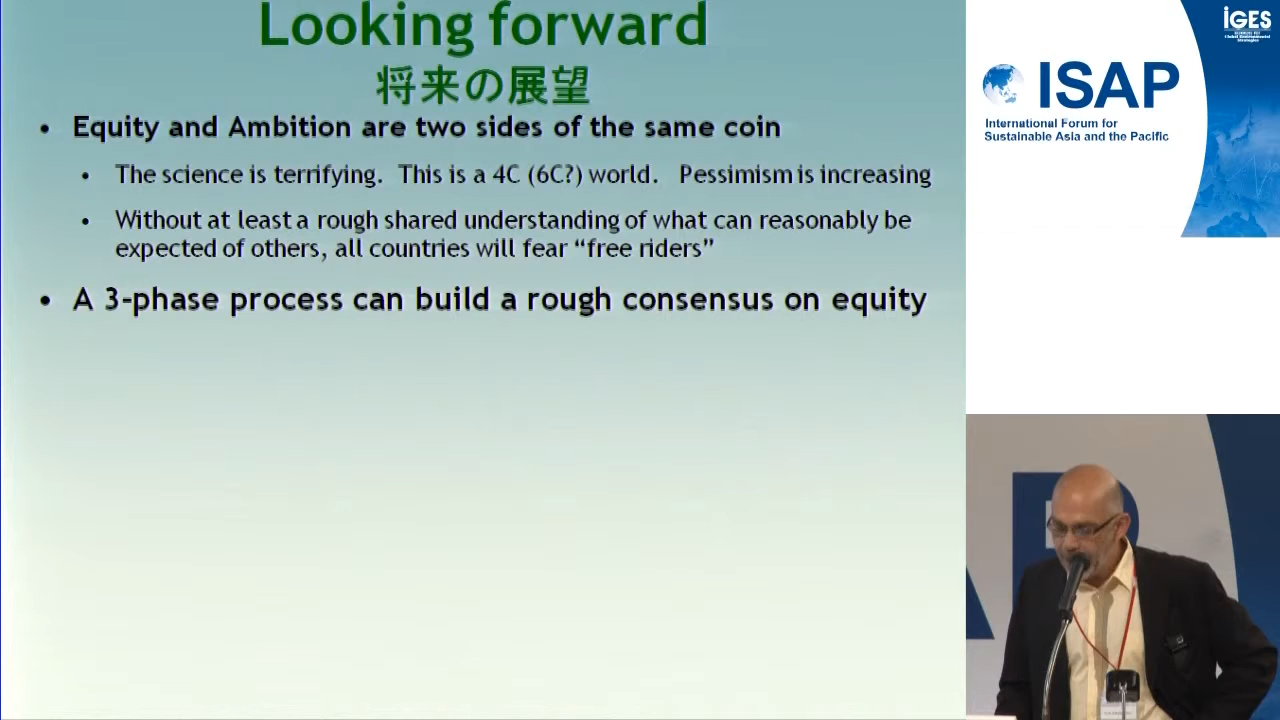 Looking forward
将来の展望
• Equity and Ambition are two sides of the same coin
• The science is terrifying. This is a 4C (6C?) world. Pessimism is increasing
• Without at least a rough shared understanding of what can reasonably be
expected of others, all countries will fear “free riders”
• A 3-phase process can build a rough consensus on equity
iGES
ISAP
International Forum for
Sustainable Asia and the Pacific